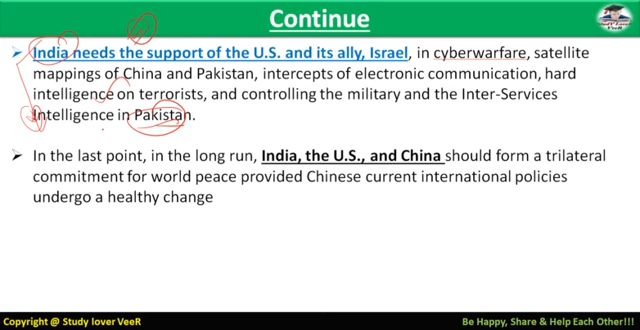 Continue
Study Lover
VeeR
➢ India needs the support of the U.S. and its ally, Israel, in cyberwarfare, satellite
mappings of China and Pakistan, intercepts of electronic communication, hard
intelligence on terrorists, and controlling the military and the Inter-Services
Intelligence in Pakistan.
➢ In the last point, in the long run, India, the U.S., and China should form a trilateral
commitment for world peace provided Chinese current international policies
undergo a healthy change
Copyright @ Study lover VeeR
Be Happy, Share & Help Each Other!!!